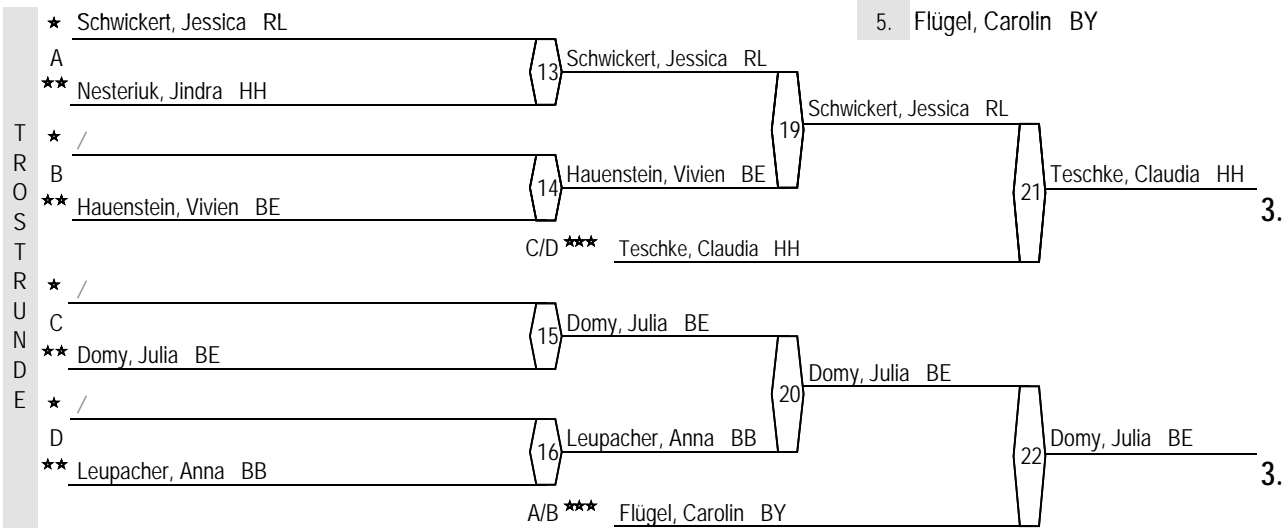 ★ Schwickert, Jessica RL
5. Flügel, Carolin BY
A
13 Schwickert, Jessica RL
★★ Nesteriuk, Jindra HH
19 Schwickert, Jessica RL
TROSTRUNDE
★ /
B
14 Hauenstein, Vivien BE
21 Teschke, Claudia HH
3.
★★ Hauenstein, Vivien BE
C/D ★★★ Teschke, Claudia HH
★ /
C
15 Domy, Julia BE
★★ Domy, Julia BE
20 Domy, Julia BE
★ /
D
16 Leupacher, Anna BB
22 Domy, Julia BE
3.
★★ Leupacher, Anna BB
A/B ★★★ Flügel, Carolin BY